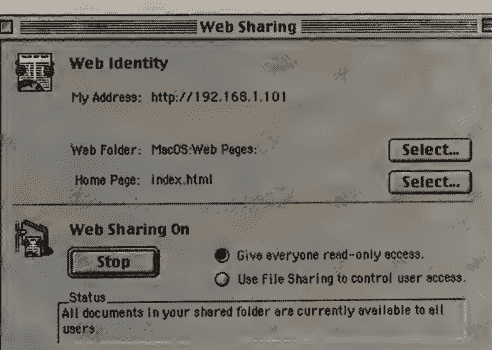 Web Sharing
Web Identity
My Address: http://192.168.1.101
Web Folder: MacOS:Web Pages: Select...
Home Page: index.html Select...
Web Sharing On
Stop
Give everyone read-only access.
Use File Sharing to control user access.
Status
All documents in your shared folder are currently available to all
users.